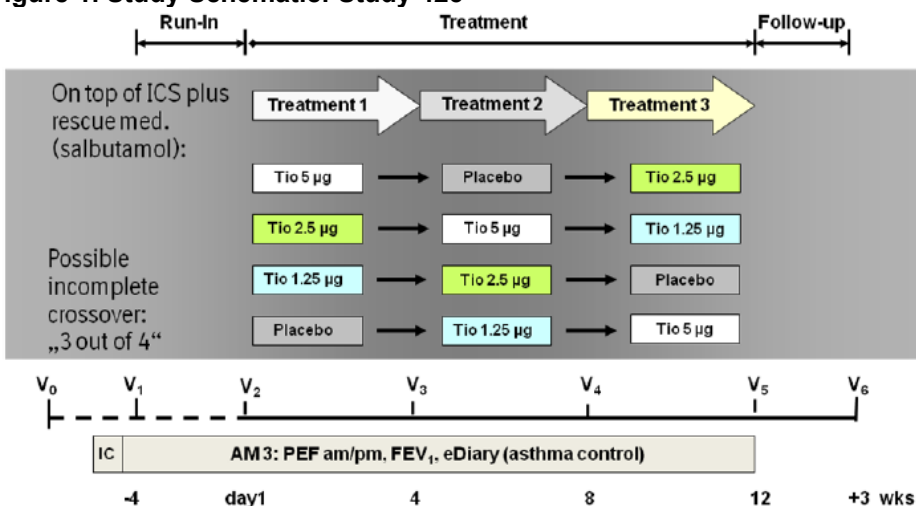 Run-In Treatment Follow-up
On top of ICS plus
rescue med.
(salbutamol):
Treatment 1 Treatment 2 Treatment 3
Tio 5 µg Placebo Tio 2.5 µg
Tio 2.5 µg Tio 5 µg Tio 1.25 µg
Possible
incomplete
crossover:
„3 out of 4“
Tio 1.25 µg Tio 2.5 µg Placebo
Placebo Tio 1.25 µg Tio 5 µg
V0 V1 V2 V3 V4 V5 V6
IC AM3: PEF am/pm, FEV1, eDiary (asthma control)
-4 day1 4 8 12 +3 wks